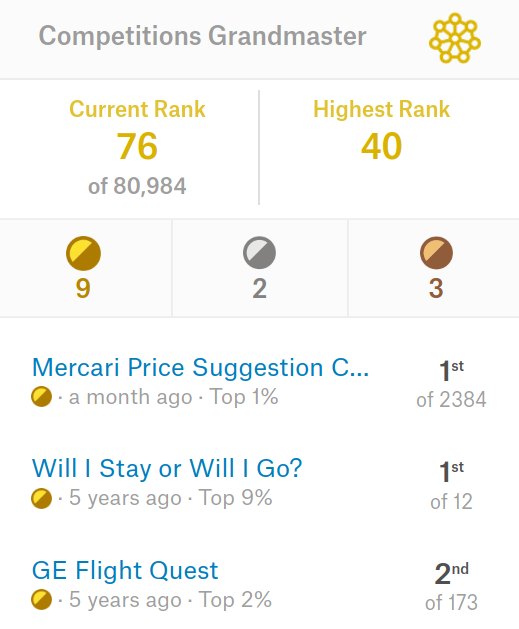 Competitions Grandmaster
Current Rank
76
of 80,984
Highest Rank
40
9
2
3
Mercari Price Suggestion C...
· a month ago · Top 1%
1st
of 2384
Will I Stay or Will I Go?
· 5 years ago · Top 9%
1st
of 12
GE Flight Quest
· 5 years ago · Top 2%
2nd
of 173